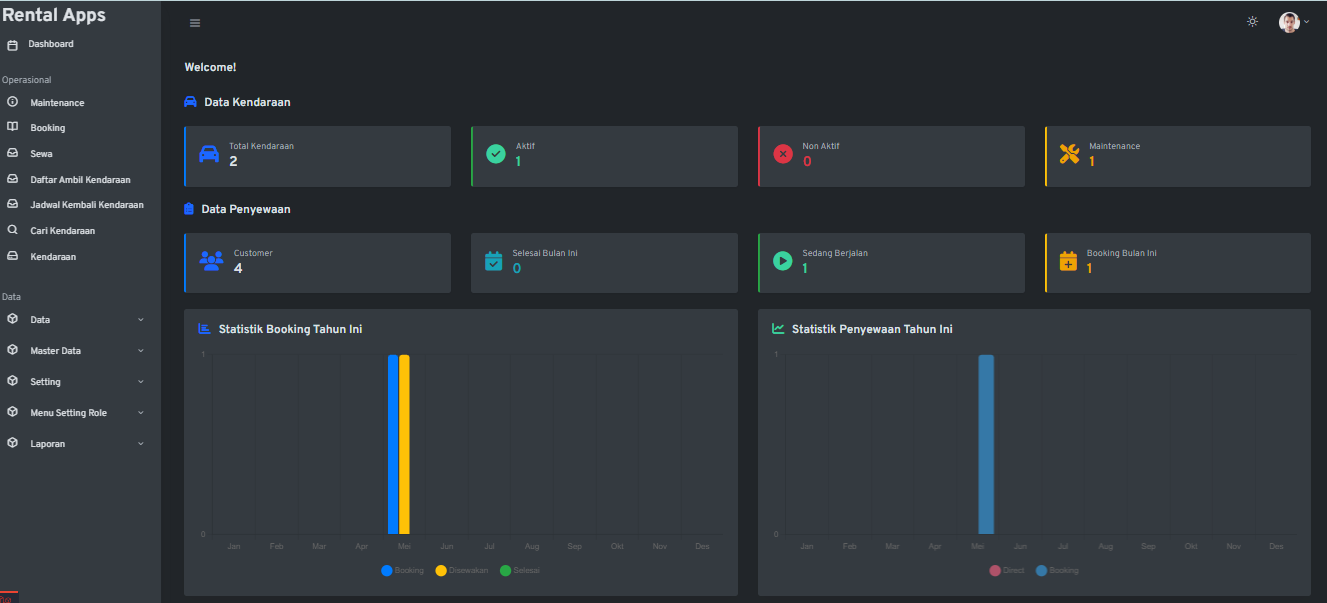 Rental Apps
Dashboard
Operasional
Maintenance
Booking
Sewa
Daftar Ambil Kendaraan
Jadwal Kembali Kendaraan
Cari Kendaraan
Kendaraan
Data
Data
Master Data
Setting
Menu Setting Role
Laporan
Welcome!
Data Kendaraan
Total Kendaraan
2
Aktif
1
Non Aktif
0
Maintenance
1
Data Penyewaan
Customer
4
Selesai Bulan Ini
0
Sedang Berjalan
1
Booking Bulan Ini
1
Statistik Booking Tahun Ini
1
0
Jan Feb Mar Apr Mei Jun Jul Aug Sep Okt Nov Des
Booking Disewakan Selesai
Statistik Penyewaan Tahun Ini
1
0
Jan Feb Mar Apr Mei Jun Jul Aug Sep Okt Nov Des
Direct Booking